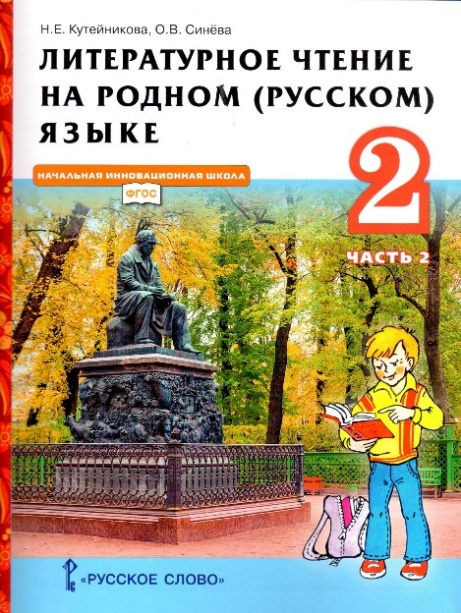 Н.Е. Кутейникова, О.В. Синёва
ЛИТЕРАТУРНОЕ ЧТЕНИЕ
НА РОДНОМ (РУССКОМ)
ЯЗЫКЕ
НАЧАЛЬНАЯ ИННОВАЦИОННАЯ ШКОЛА
ФГОС
2
ЧАСТЬ 2
"РУССКОЕ СЛОВО"